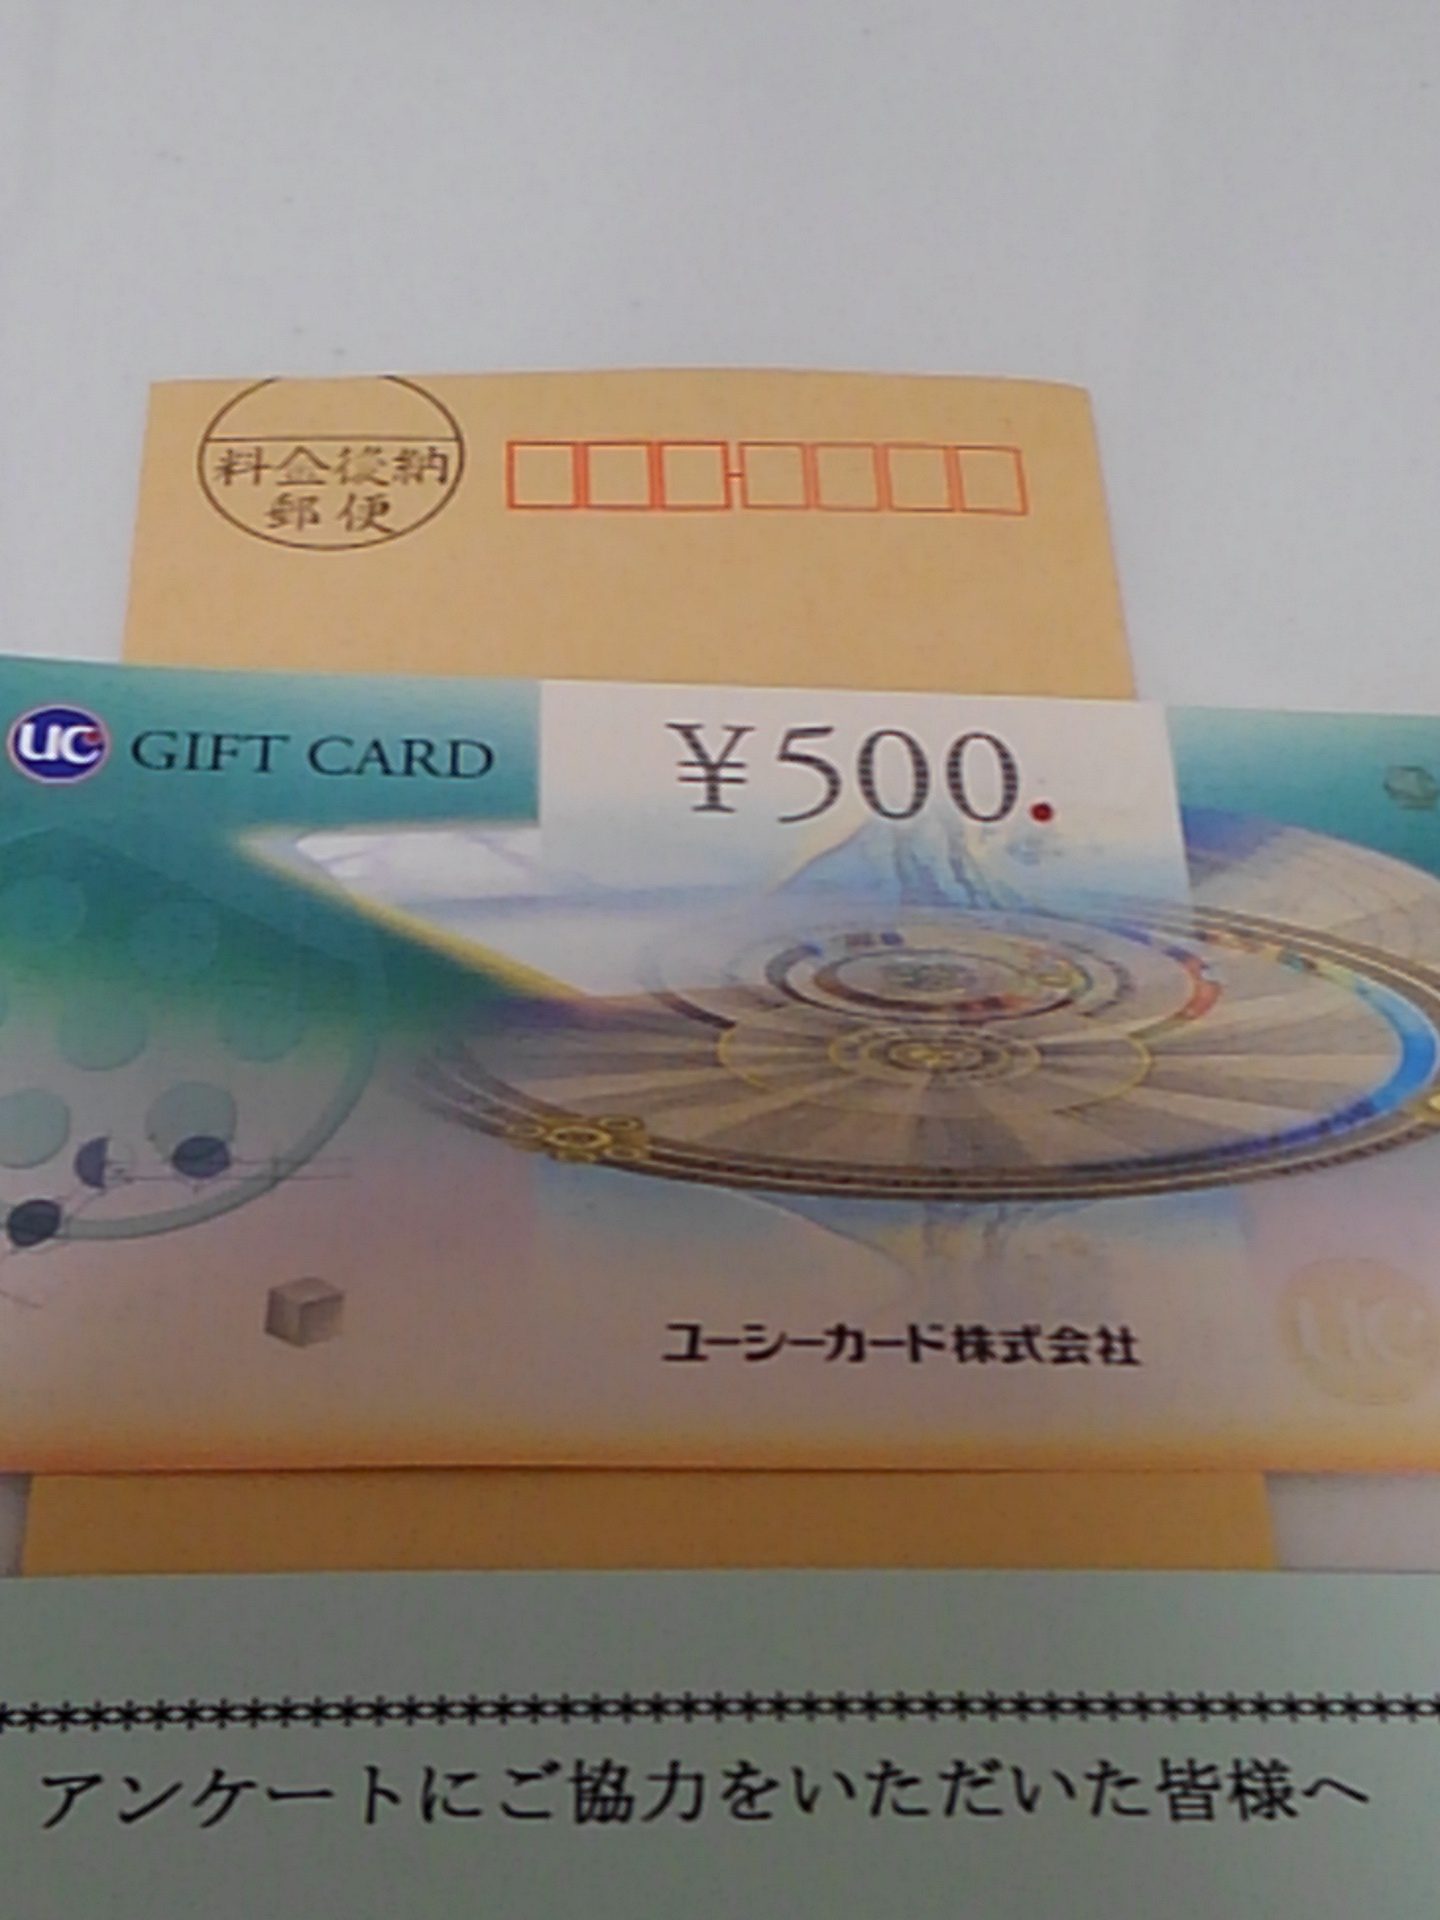 料金後納
郵便
UC GIFT CARD
¥500.
ユーシーカード株式会社
UC
アンケートにご協力をいただいた皆様へ